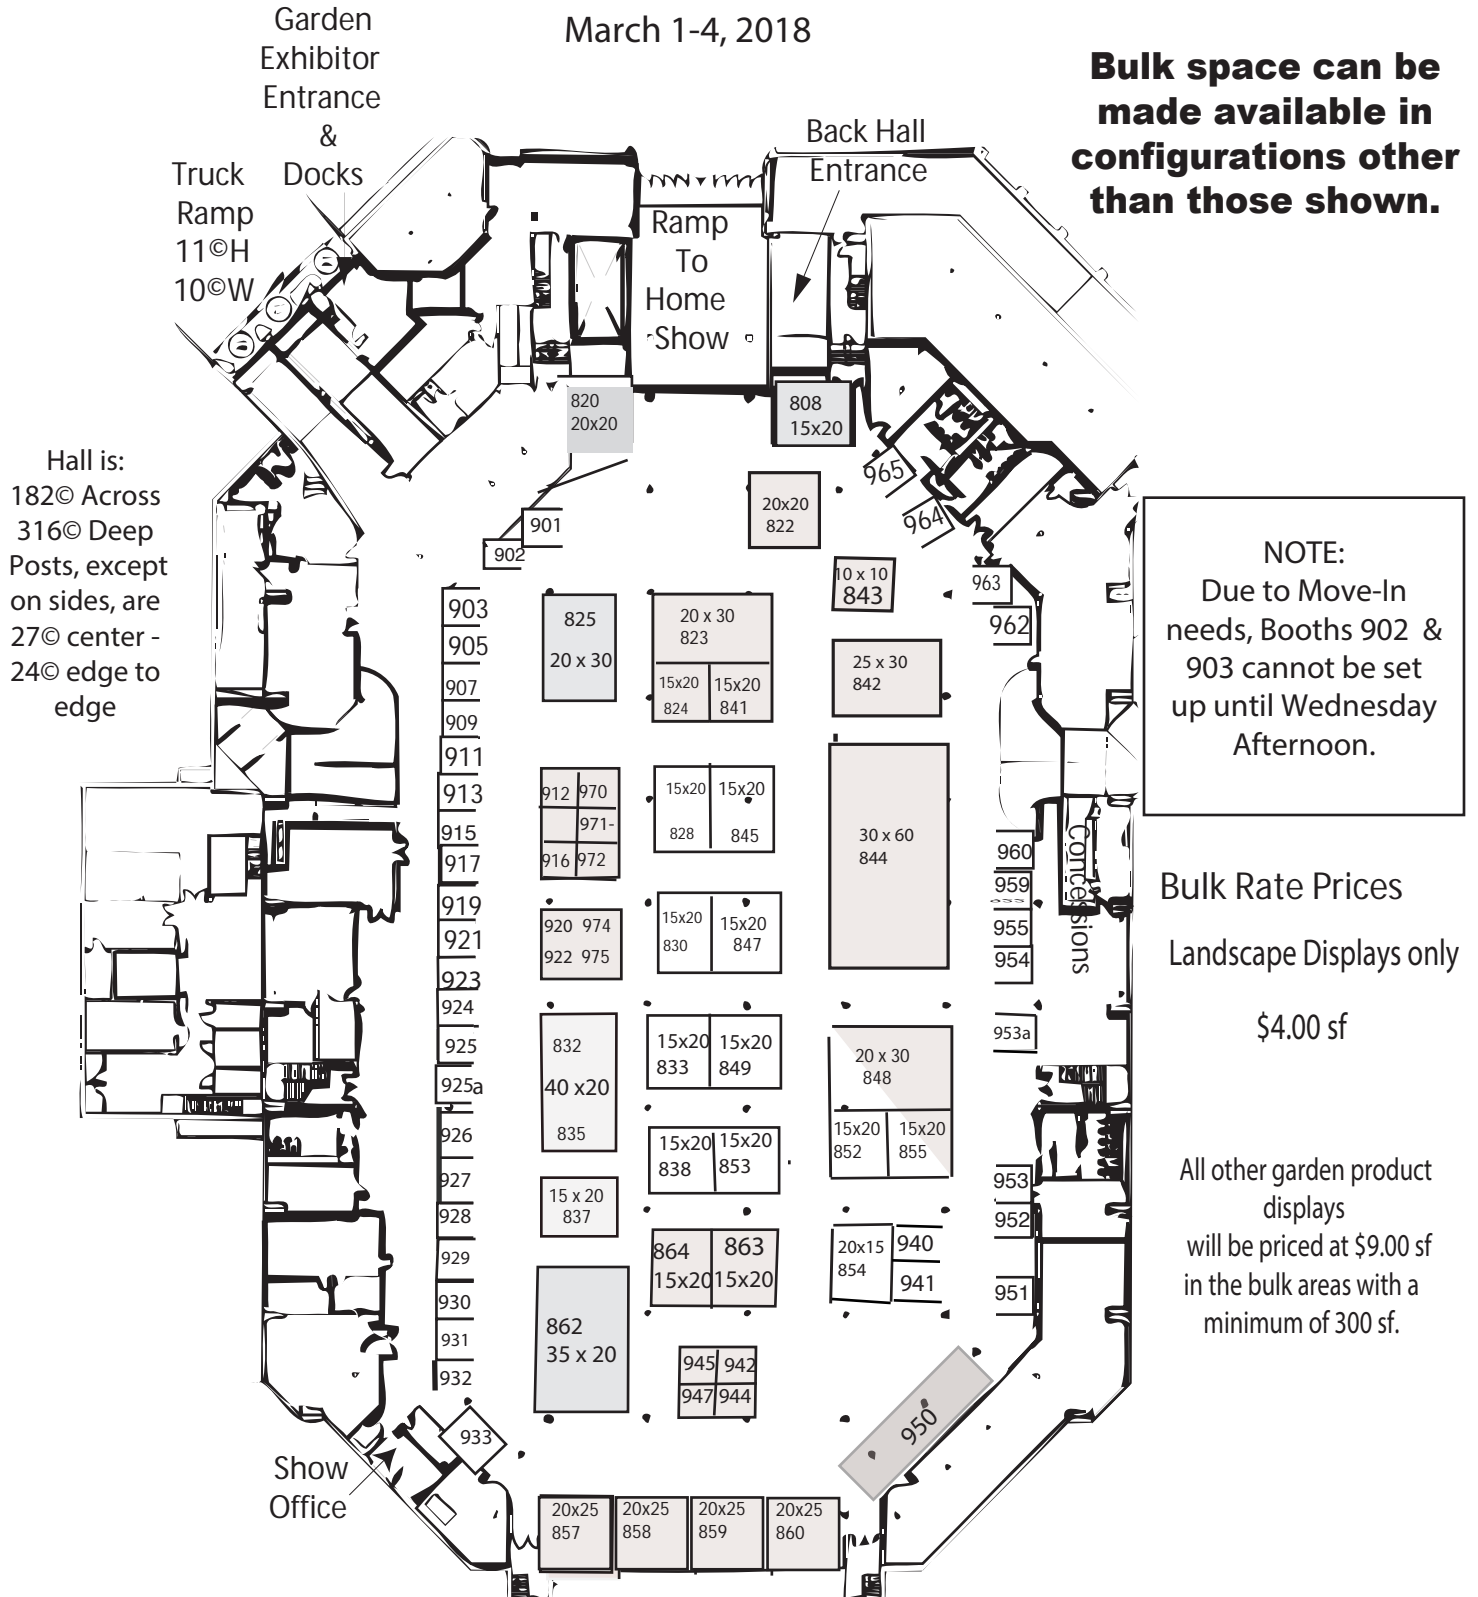 March 1-4, 2018
Garden
Exhibitor
Entrance
&
Docks
Bulk space can be
made available in
configurations other
than those shown.
Back Hall
Entrance
Truck
Ramp
11©H
10©W
Ramp
To
Home
Show
820
20x20
808
15x20
Hall is:
182© Across
316© Deep
Posts, except
on sides, are
27© center -
24© edge to
edge
965
964
20x20
822
901
902
NOTE:
Due to Move-In
needs, Booths 902 &
903 cannot be set
up until Wednesday
Afternoon.
10 x 10
843
963
962
903
905
907
909
911
913
915
917
919
921
923
924
925
925a
926
927
928
929
930
931
932
933
825
20 x 30
20 x 30
823
15x20
824
15x20
841
25 x 30
842
912 970
971-
916 972
15x20
828
15x20
845
30 x 60
844
920 974
922 975
15x20
830
15x20
847
960
959
955
954
953a
953
952
951
Concessions
832
40 x20
835
15x20
833
15x20
849
20 x 30
848
15x20
852
15x20
855
15x20
838
15x20
853
15 x 20
837
864
15x20
863
15x20
20x15
854
940
941
862
35 x 20
945 942
947 944
950
Show
Office
20x25
857
20x25
858
20x25
859
20x25
860
Bulk Rate Prices
Landscape Displays only
$4.00 sf
All other garden product
displays
will be priced at $9.00 sf
in the bulk areas with a
minimum of 300 sf.